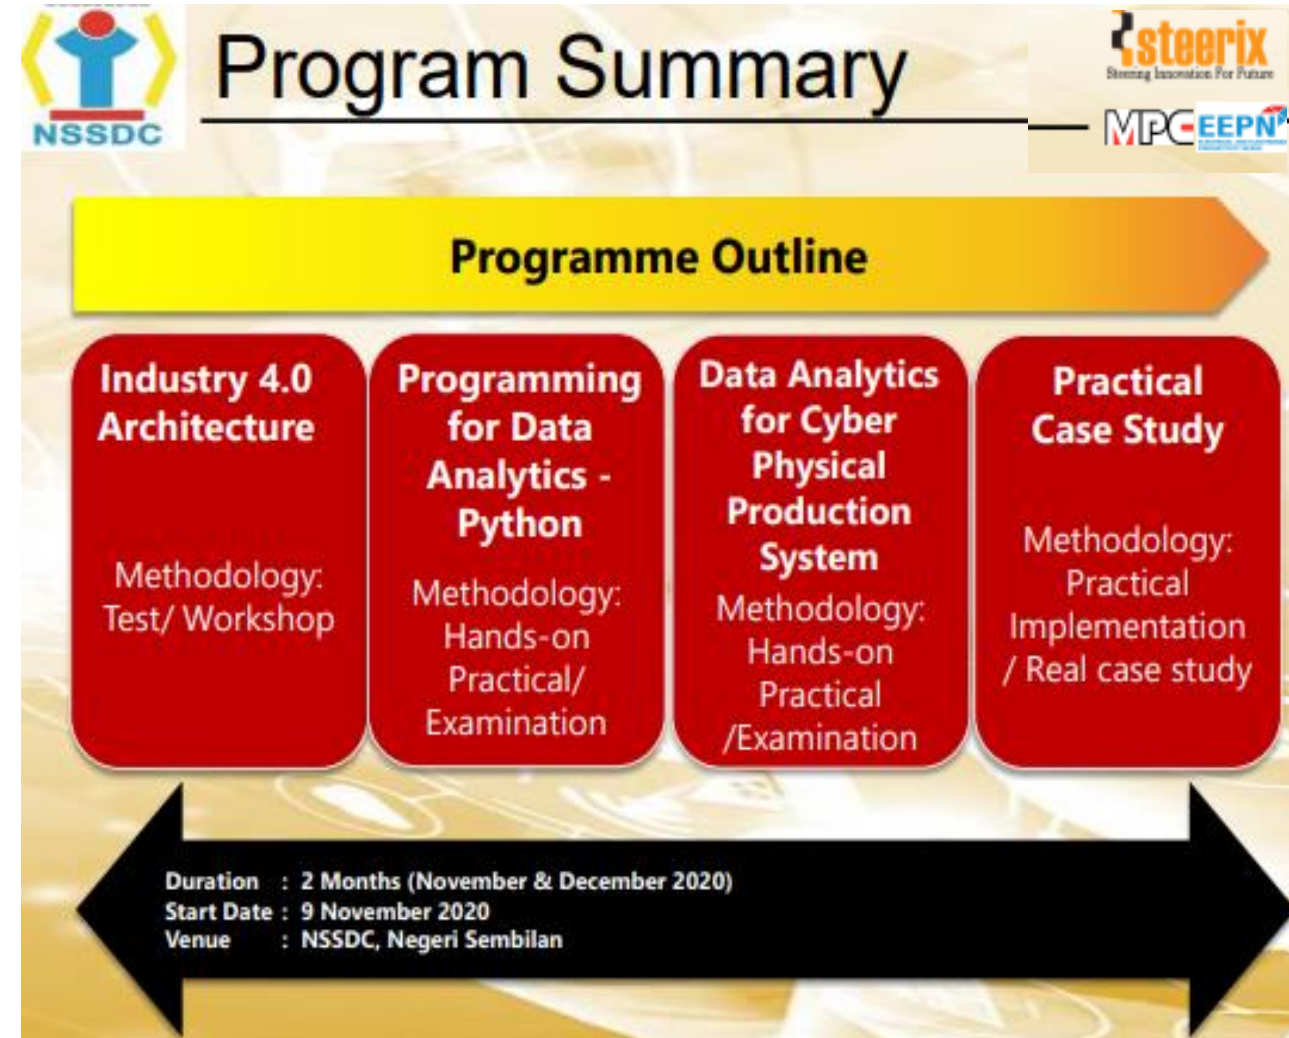 NSSDC
Program Summary
steerix
Steering Innovation For Future
MPC EEPN
Programme Outline
Industry 4.0
Architecture
Methodology:
Test/ Workshop
Programming
for Data
Analytics -
Python
Methodology:
Hands-on
Practical/
Examination
Data Analytics
for Cyber
Physical
Production
System
Methodology:
Hands-on
Practical
/Examination
Practical
Case Study
Methodology:
Practical
Implementation
/ Real case study
Duration : 2 Months (November & December 2020)
Start Date : 9 November 2020
Venue : NSSDC, Negeri Sembilan